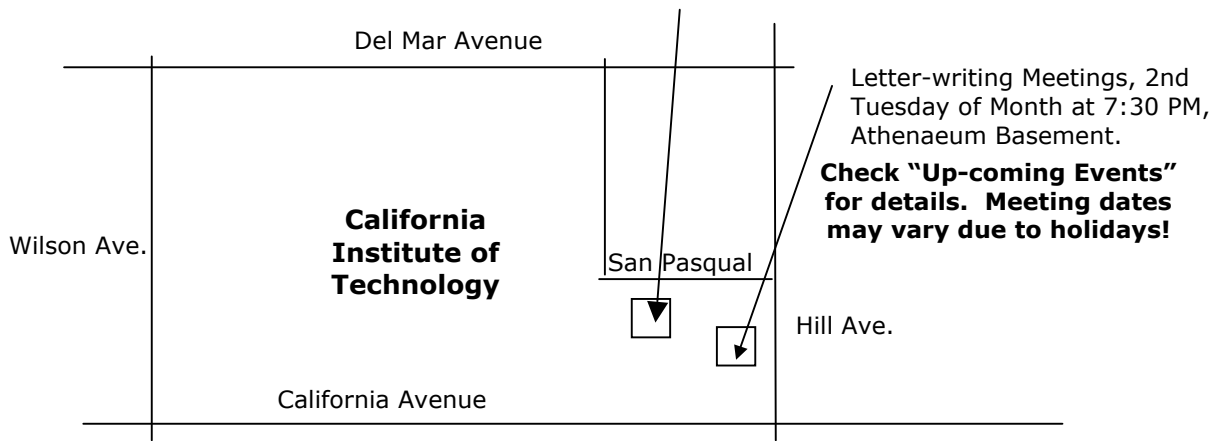 Del Mar Avenue
Letter-writing Meetings, 2nd
Tuesday of Month at 7:30 PM,
Athenaeum Basement.
Check “Up-coming Events”
for details.  Meeting dates
may vary due to holidays!
California
Institute of
Technology
Wilson Ave.
San Pasqual
Hill Ave.
California Avenue